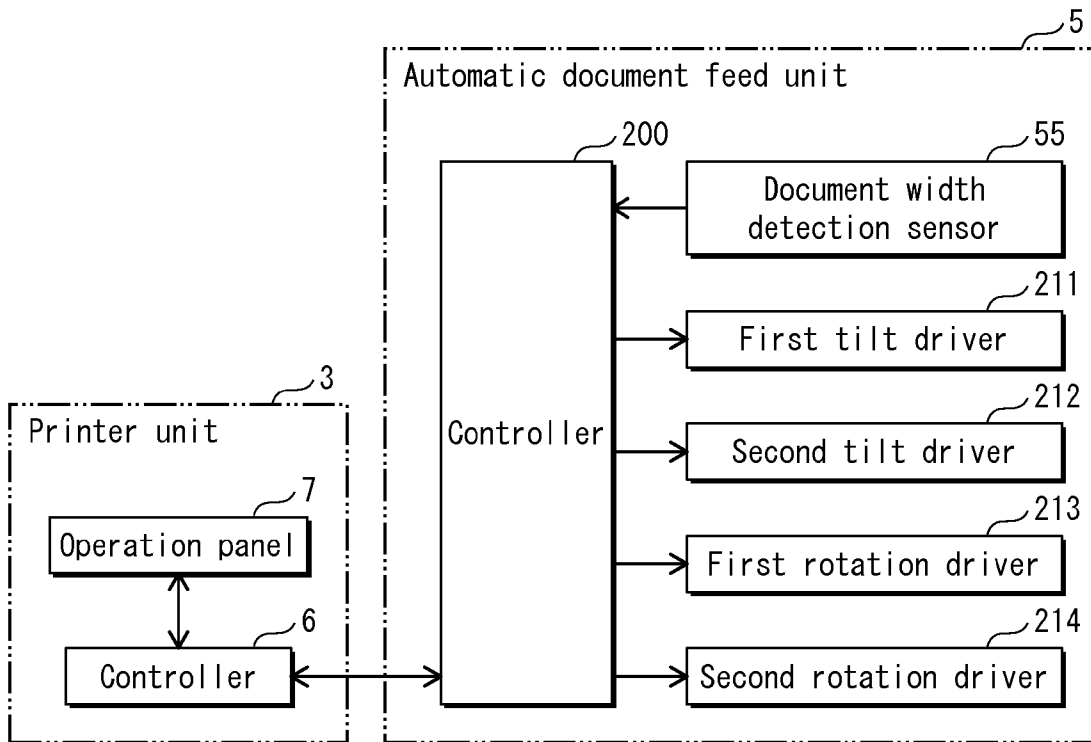 5
Automatic document feed unit
200
55
Document width
detection sensor
211
First tilt driver
3
212
Printer unit
Controller
Second tilt driver
7
213
Operation panel
First rotation driver
6
214
Controller
Second rotation driver